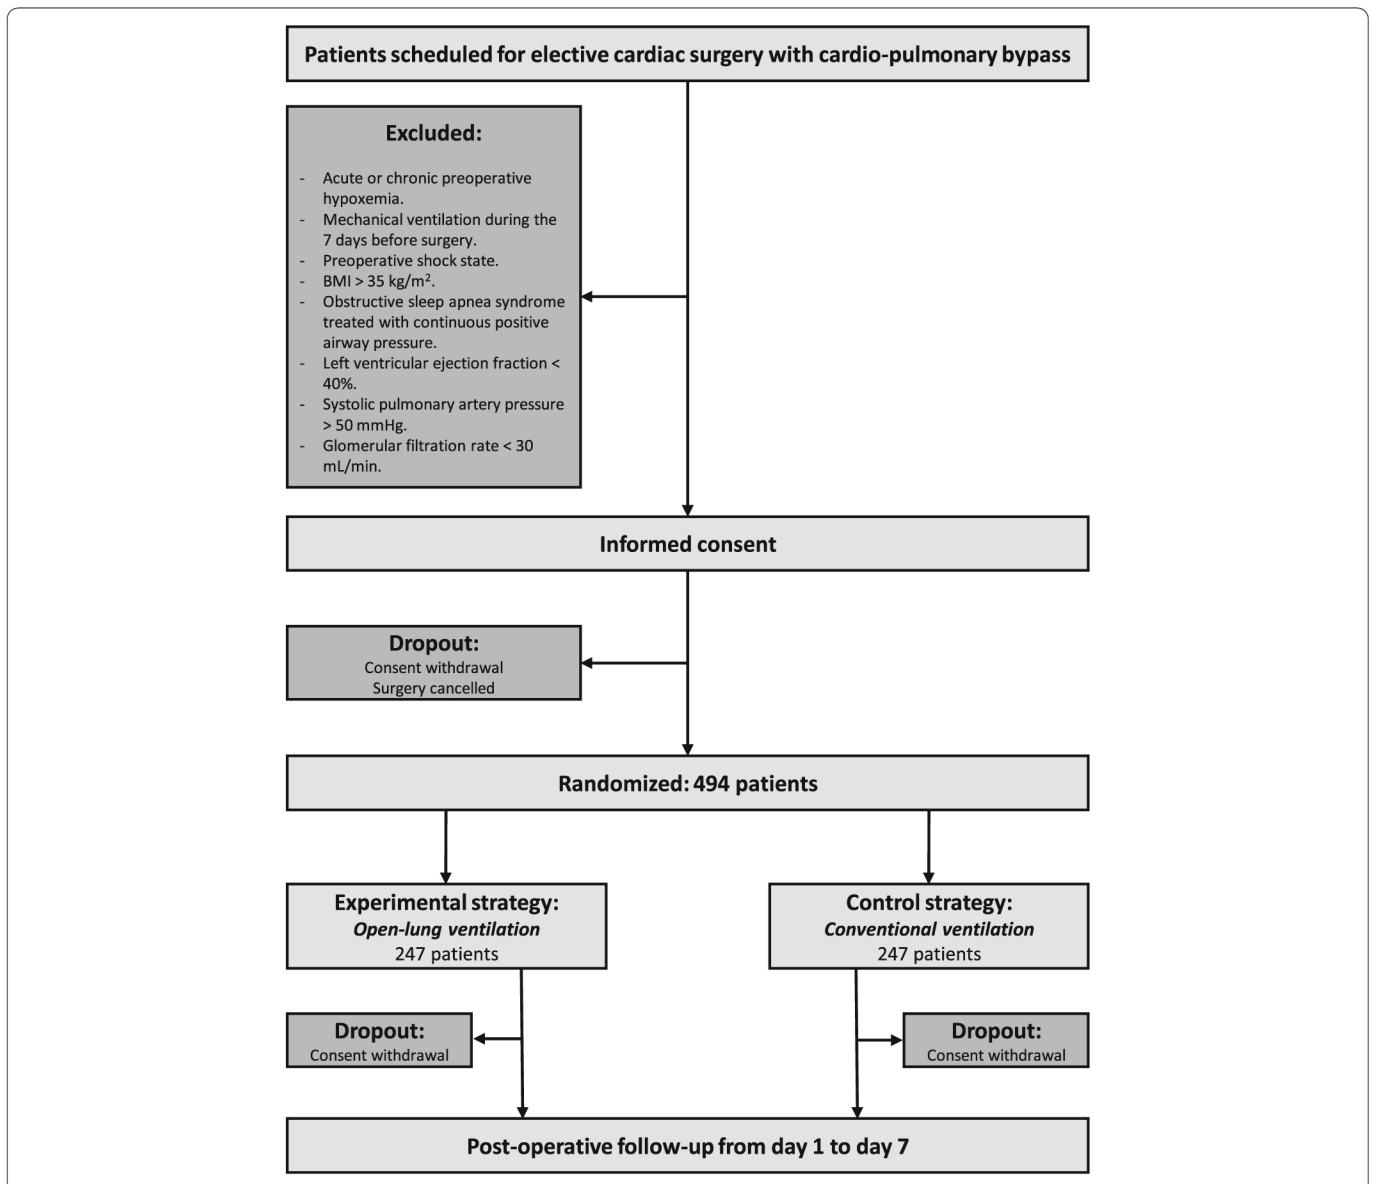 Patients scheduled for elective cardiac surgery with cardio-pulmonary bypass
Excluded:
- Acute or chronic preoperative
hypoxemia.
- Mechanical ventilation during the
7 days before surgery.
- Preoperative shock state.
- BMI > 35 kg/m².
- Obstructive sleep apnea syndrome
treated with continuous positive
airway pressure.
- Left ventricular ejection fraction <
40%.
- Systolic pulmonary artery pressure
> 50 mmHg.
- Glomerular filtration rate < 30
mL/min.
Informed consent
Dropout:
Consent withdrawal
Surgery cancelled
Randomized: 494 patients
Experimental strategy:
Open-lung ventilation
247 patients
Control strategy:
Conventional ventilation
247 patients
Dropout:
Consent withdrawal
Dropout:
Consent withdrawal
Post-operative follow-up from day 1 to day 7